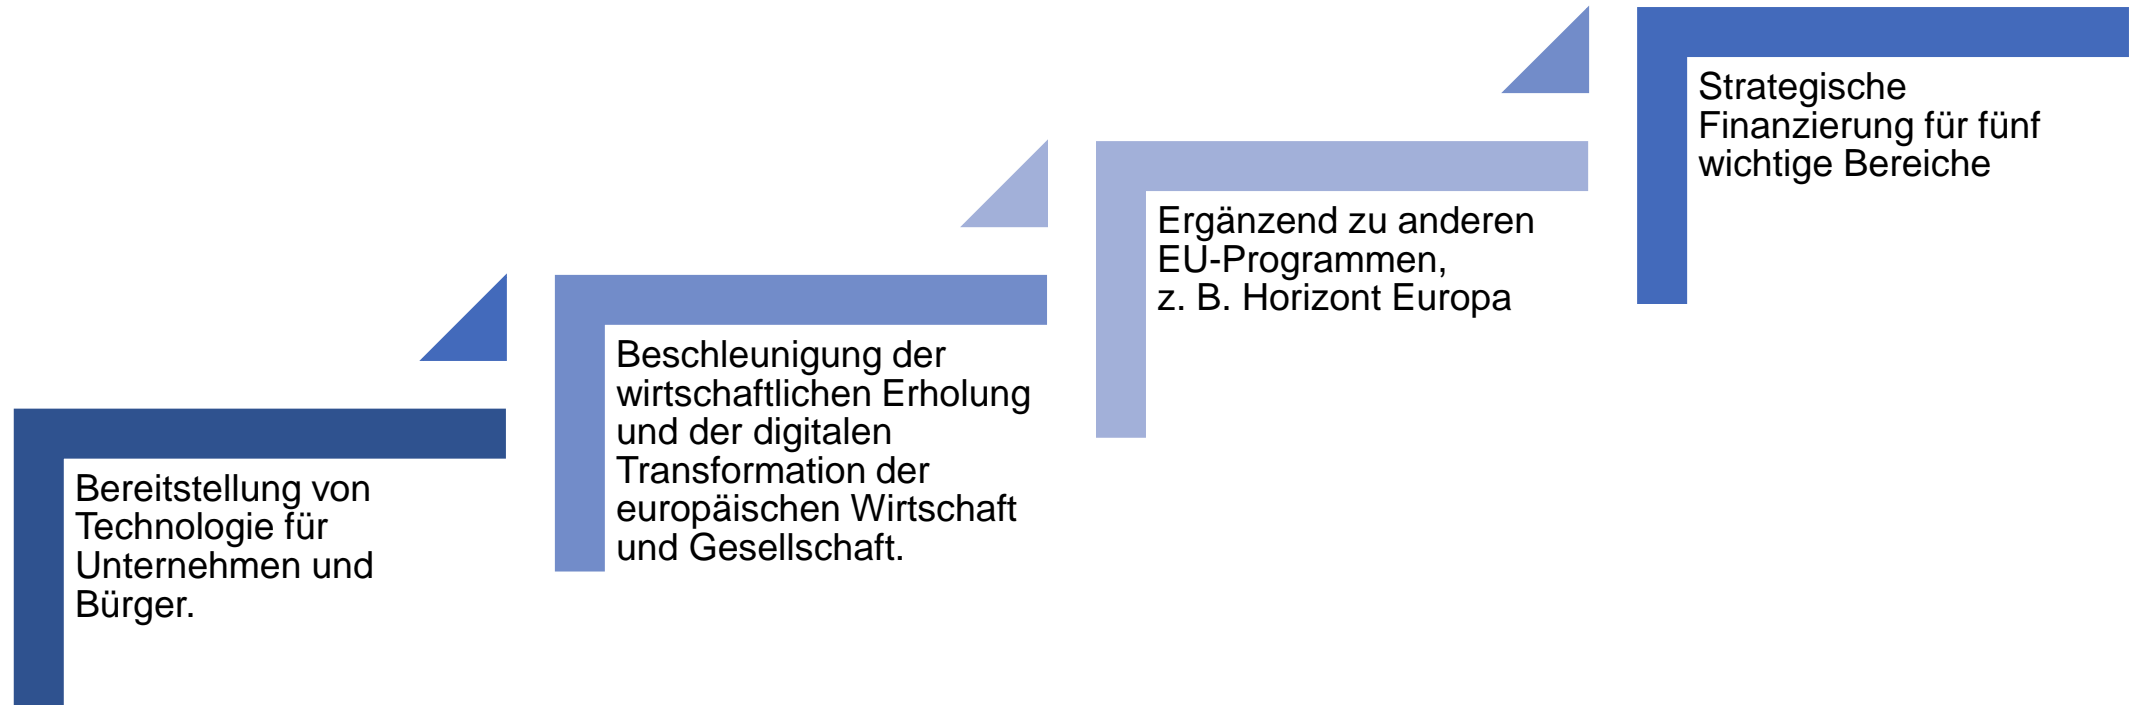 Bereitstellung von
Technologie für
Unternehmen und
Bürger.
Beschleunigung der
wirtschaftlichen Erholung
und der digitalen
Transformation der
europäischen Wirtschaft
und Gesellschaft.
Ergänzend zu anderen
EU-Programmen,
z. B. Horizont Europa
Strategische
Finanzierung für fünf
wichtige Bereiche